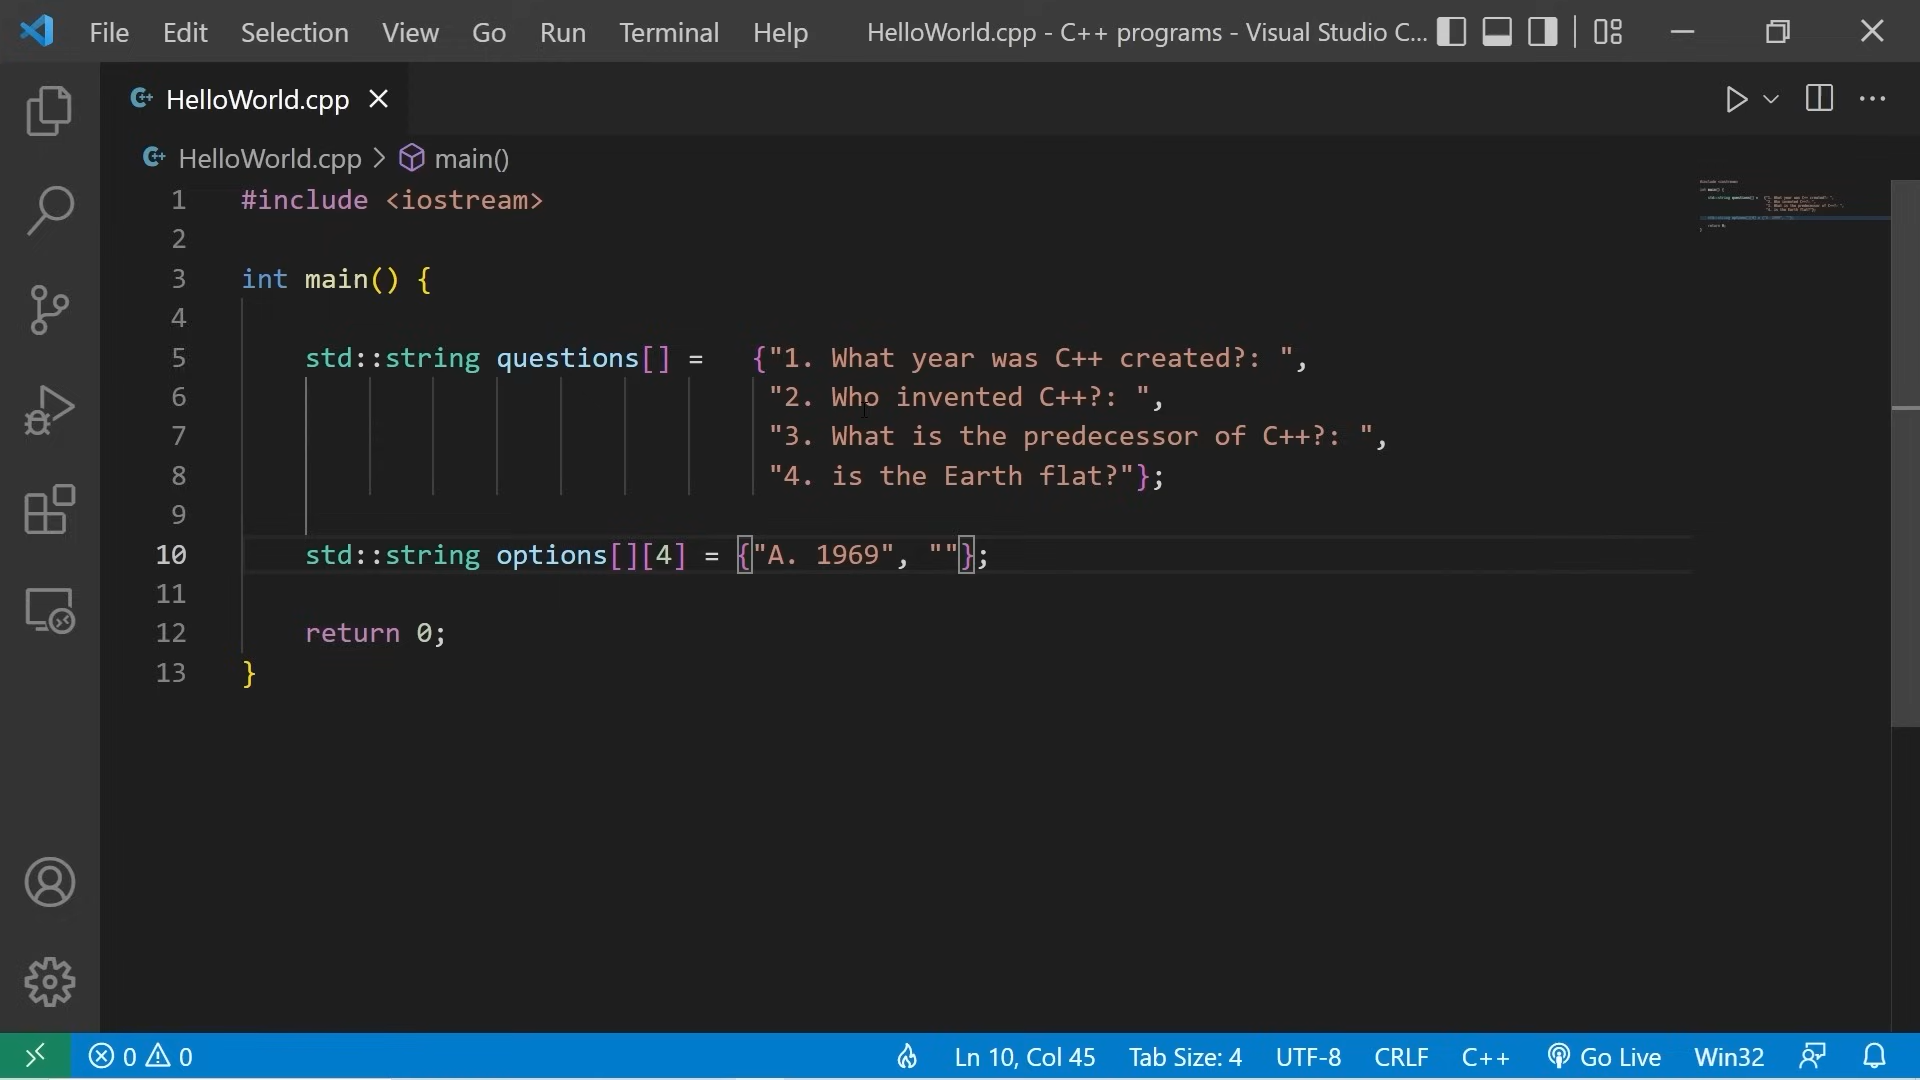 File Edit Selection View Go Run Terminal Help HelloWorld.cpp - C++ programs - Visual Studio C...
HelloWorld.cpp
HelloWorld.cpp > main()
1 #include <iostream>
2
3 int main() {
4
5 std::string questions[] = {"1. What year was C++ created?: ",
6 "2. Who invented C++?: ",
7 "3. What is the predecessor of C++?: ",
8 "4. is the Earth flat?"};
9
10 std::string options[][4] = {"A. 1969", ""};
11
12 return 0;
13 }
0 0 Ln 10, Col 45 Tab Size: 4 UTF-8 CRLF C++ Go Live Win32